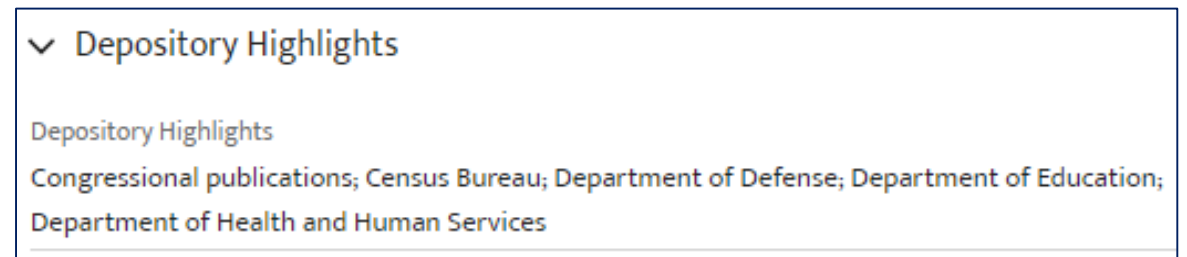 Depository Highlights
Depository Highlights
Congressional publications; Census Bureau; Department of Defense; Department of Education;
Department of Health and Human Services